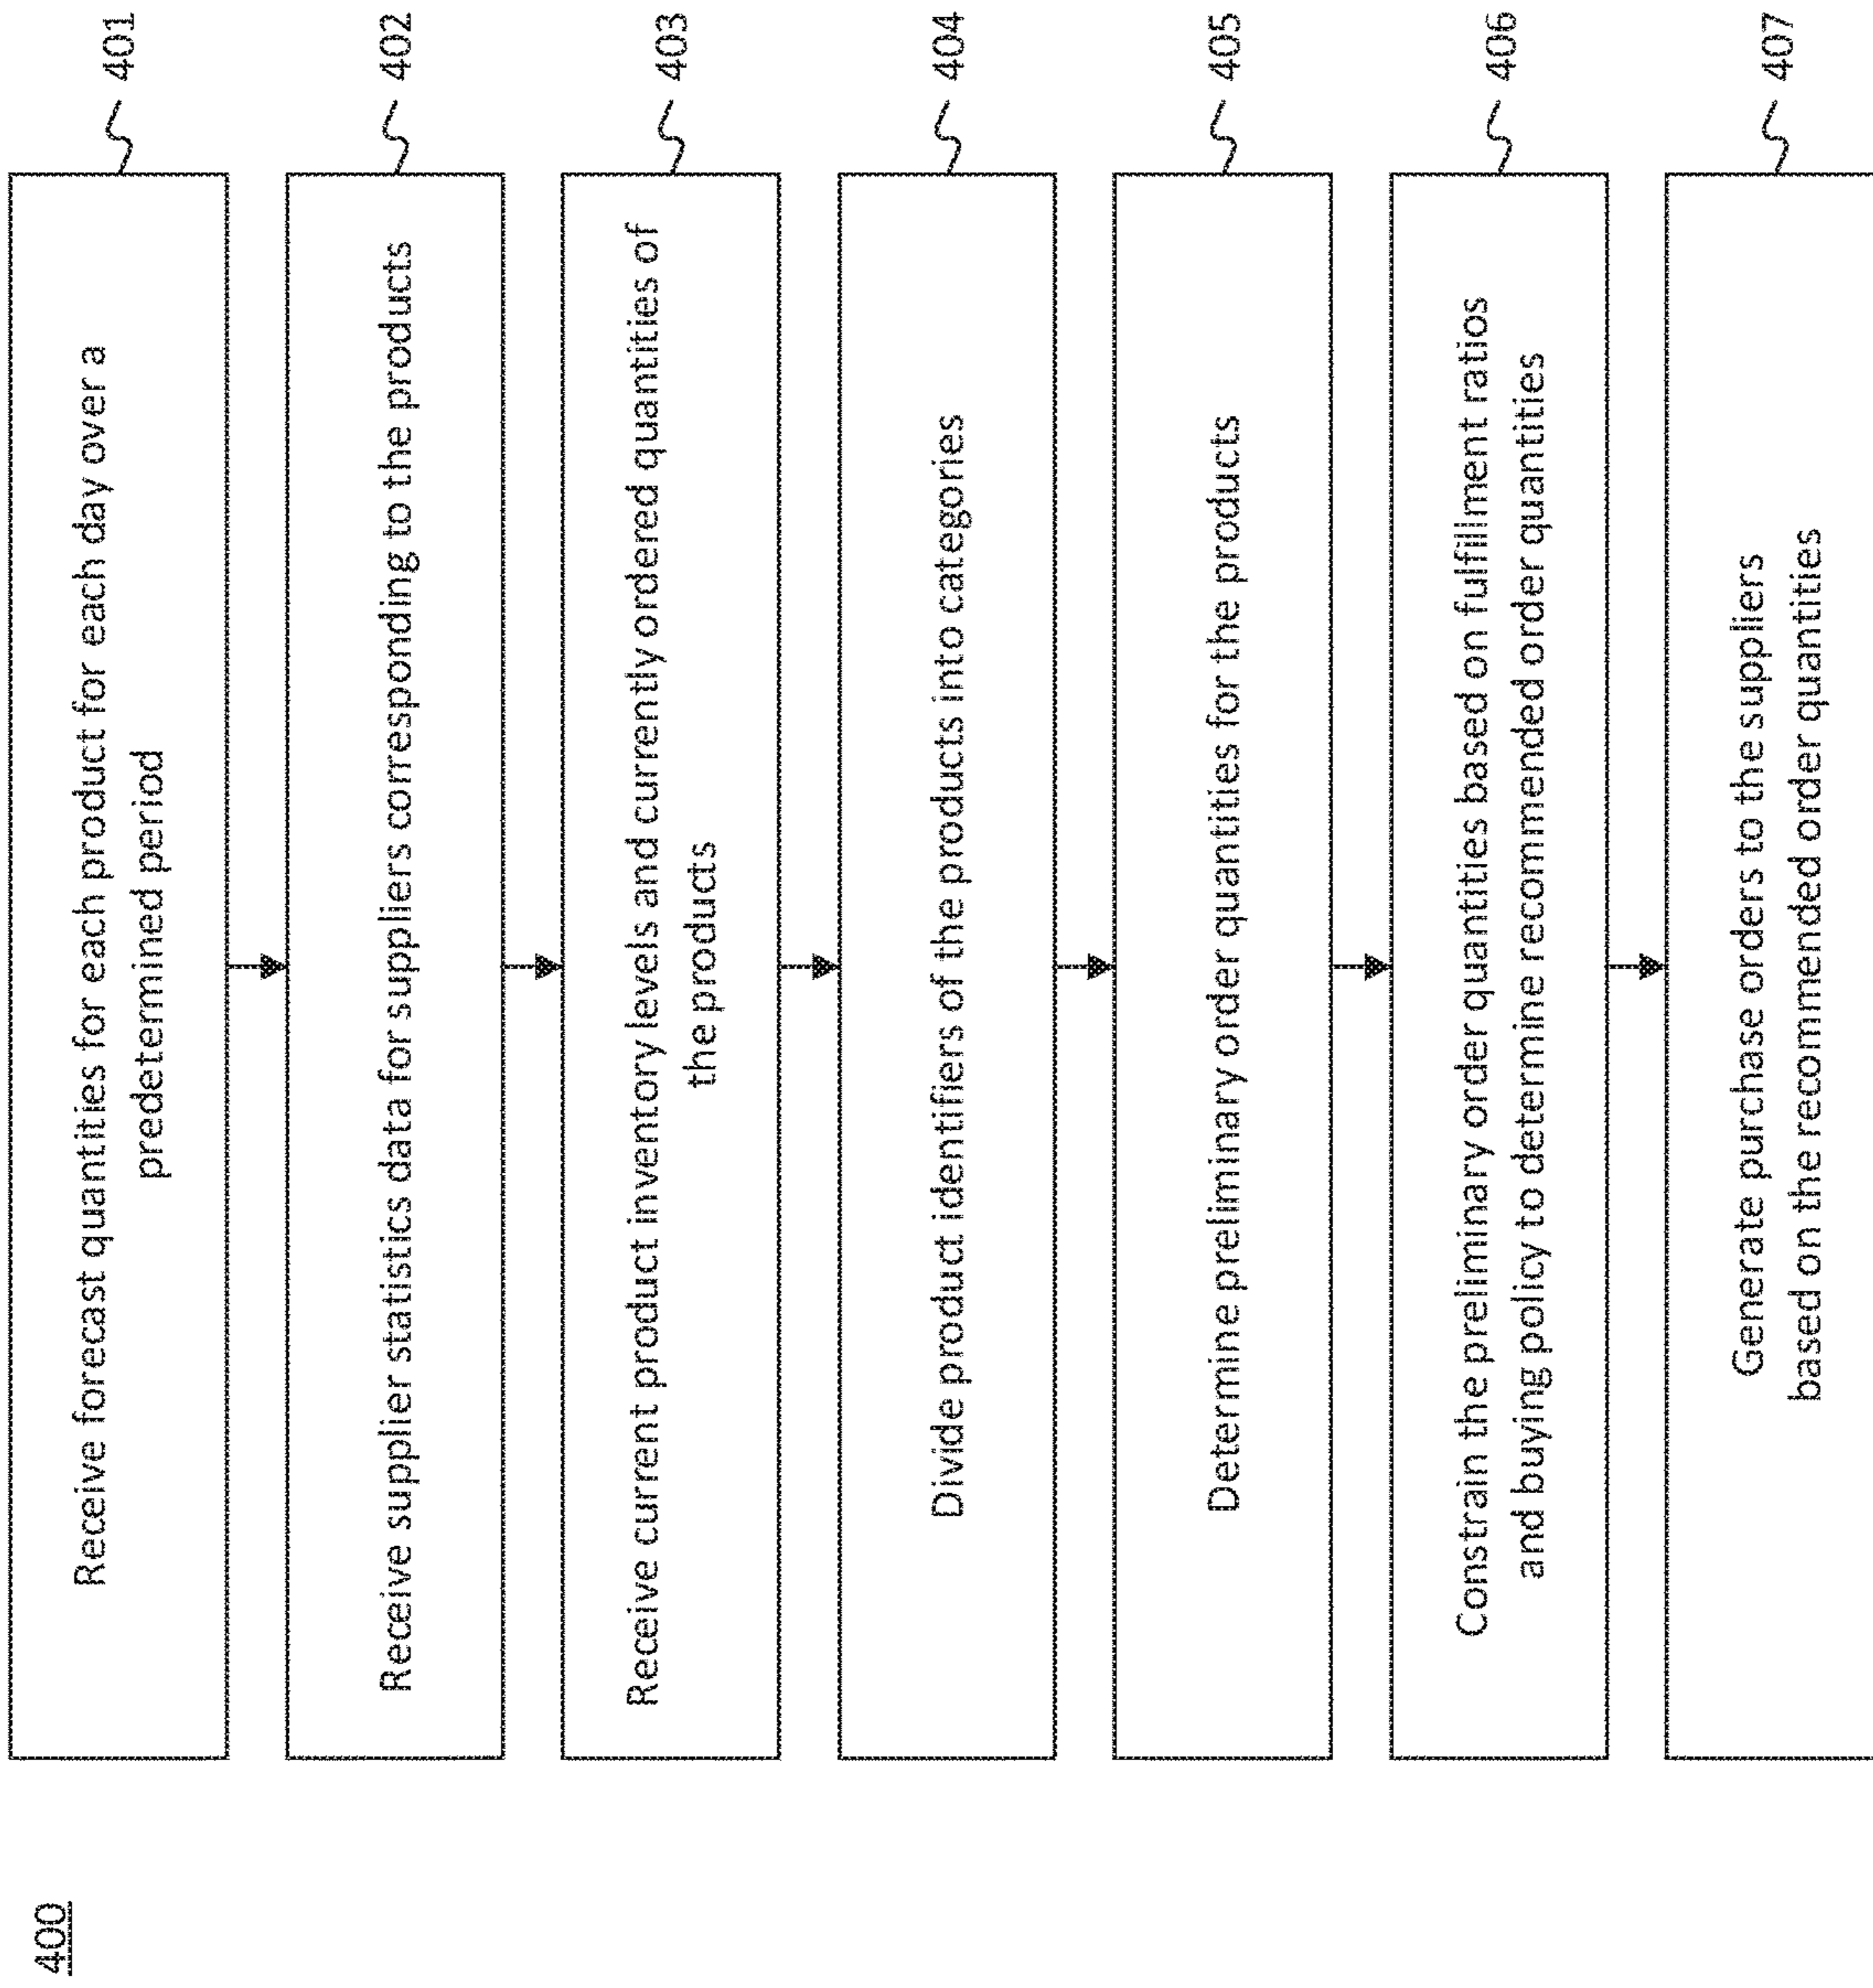 400
Receive forecast quantities for each product for each day over a
predetermined period
401
Receive supplier statistics data for suppliers corresponding to the products
402
Receive current product inventory levels and currently ordered quantities of
the products
403
Divide product identifiers of the products into categories
404
Determine preliminary order quantities for the products
405
Constrain the preliminary order quantities based on fulfillment ratios
and buying policy to determine recommended order quantities
406
Generate purchase orders to the suppliers
based on the recommended order quantities
407